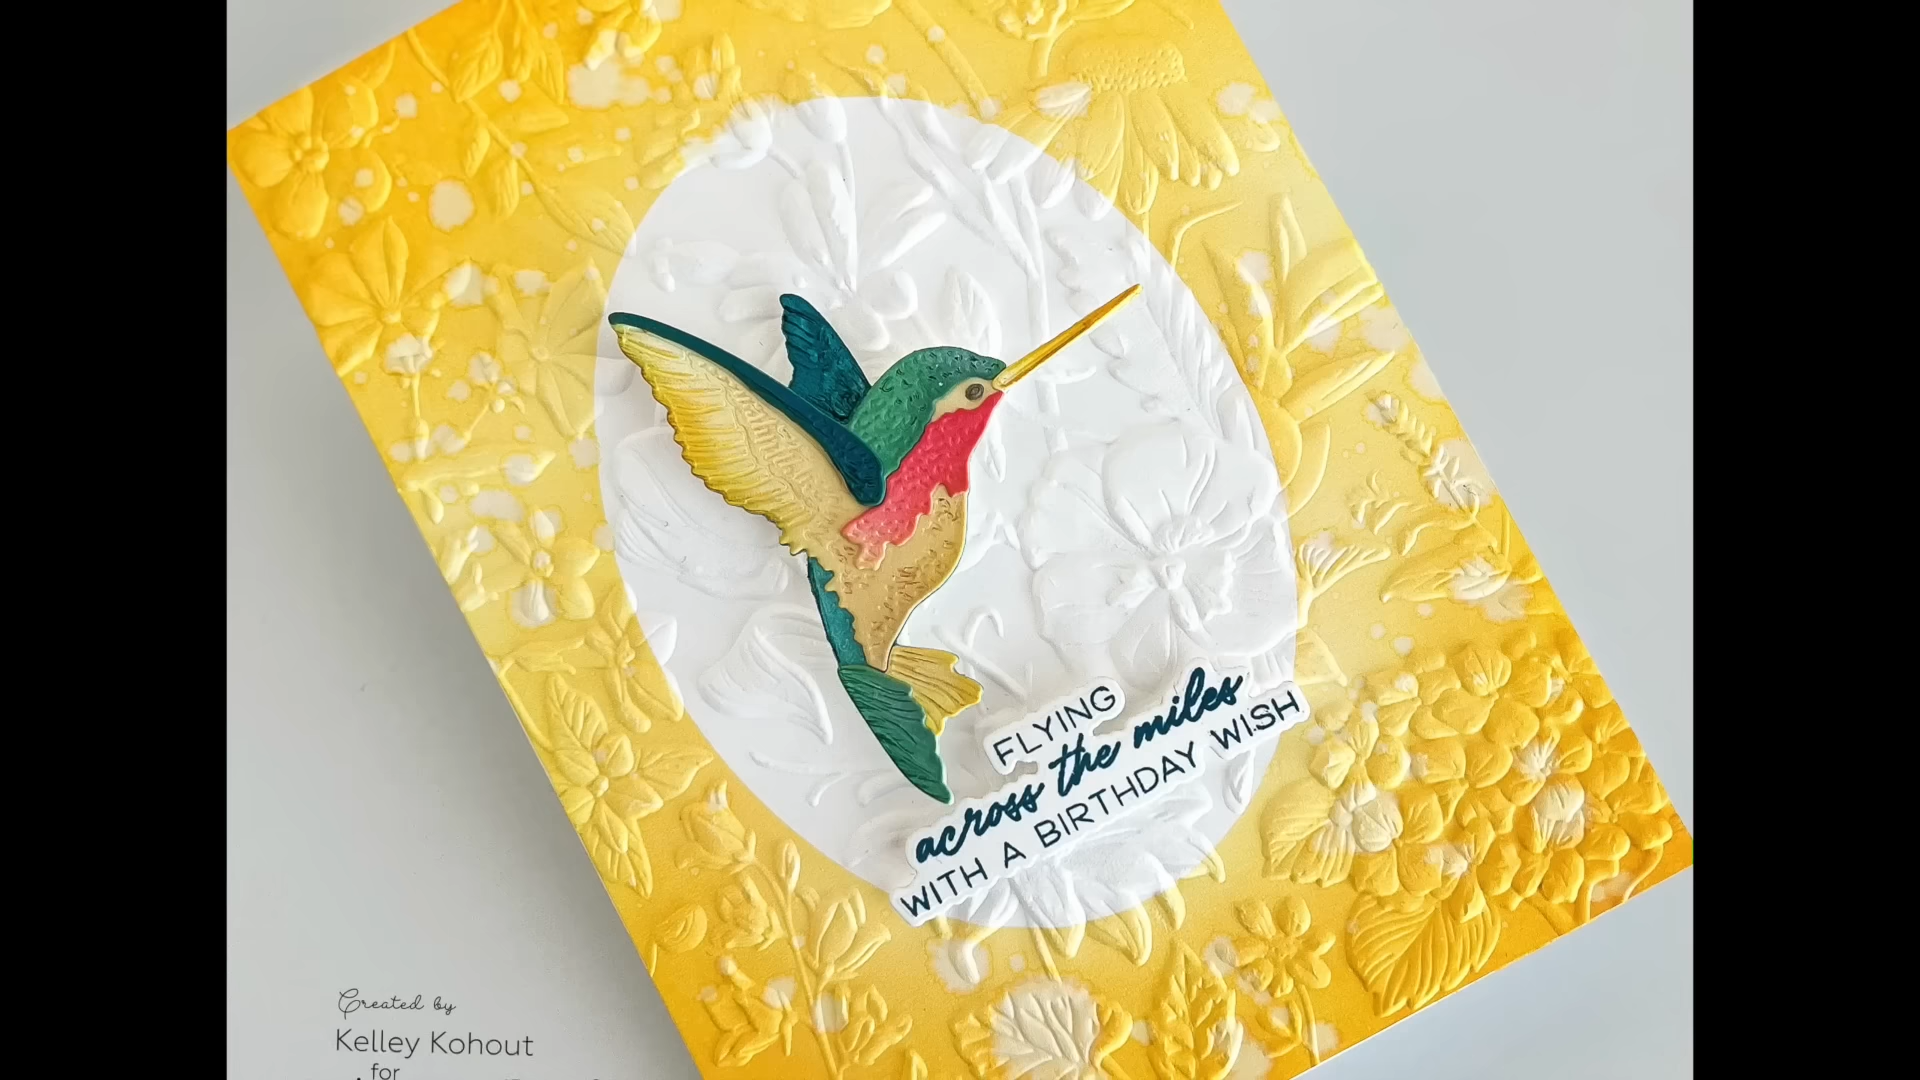 FLYING
across the miles
WITH A BIRTHDAY WISH
Created by
Kelley Kohout
for